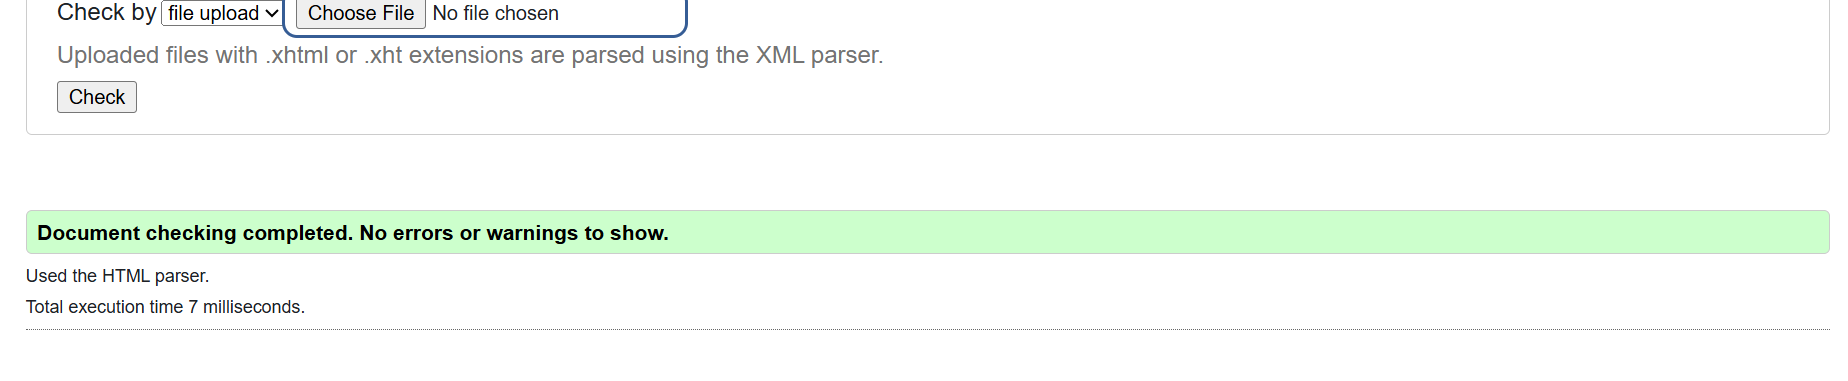 Check by file upload Choose File No file chosen
Uploaded files with .xhtml or .xht extensions are parsed using the XML parser.
Check
Document checking completed. No errors or warnings to show.
Used the HTML parser.
Total execution time 7 milliseconds.